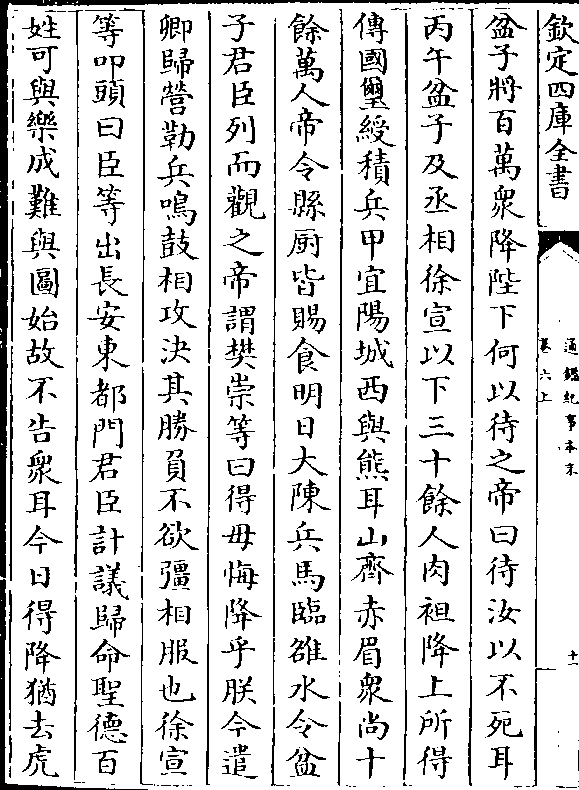 欽定四庫全書
通鑑紀事本末
卷六上
十一
盆子將百萬衆降陛下何以待之帝曰待汝以不死耳
丙午盆子及丞相徐宣以下三十餘人肉袒降上所得
傳國璽綬積兵甲宜陽城西與熊耳山齊赤眉衆尚十
餘萬人帝令縣厨皆賜食明日大陳兵馬臨雒水令盆
子君臣列而觀之帝謂樊崇等曰得毋悔降乎朕今遣
卿歸營勒兵鳴鼓相攻決其勝負不欲彊相服也徐宣
等叩頭曰臣等出長安東都門君臣計議歸命聖德百
姓可與樂成難與圖始故不告衆耳今日得降猶去虎